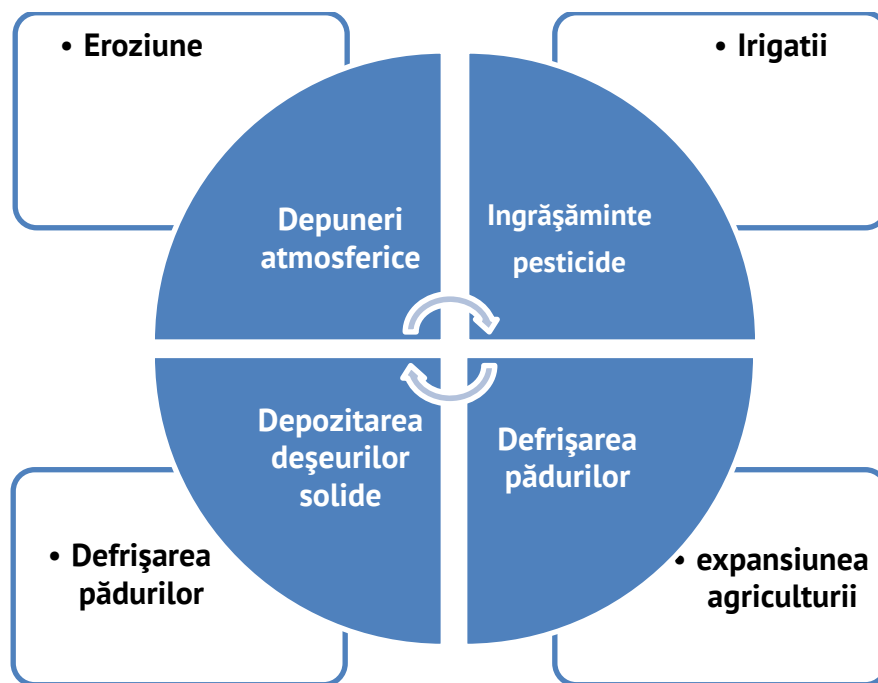 • Eroziune
• Irigatii
Depuneri
atmosferice
Ingrăşăminte
pesticide
Depozitarea
deşeurilor
solide
Defrişarea
pădurilor
• Defrişarea
pădurilor
• expansiunea
agriculturii